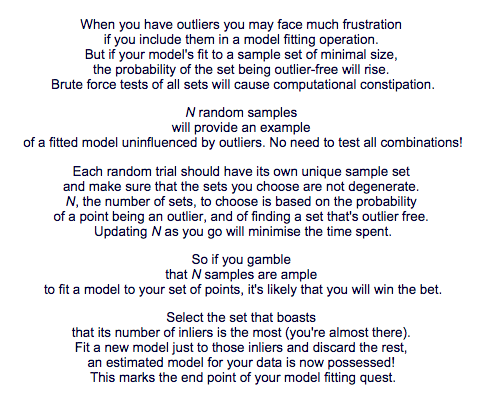 When you have outliers you may face much frustration
if you include them in a model fitting operation.
But if your model's fit to a sample set of minimal size,
the probability of the set being outlier-free will rise.
Brute force tests of all sets will cause computational constipation.
N random samples
will provide an example
of a fitted model uninfluenced by outliers. No need to test all combinations!
Each random trial should have its own unique sample set
and make sure that the sets you choose are not degenerate.
N, the number of sets, to choose is based on the probability
of a point being an outlier, and of finding a set that's outlier free.
Updating N as you go will minimise the time spent.
So if you gamble
that N samples are ample
to fit a model to your set of points, it's likely that you will win the bet.
Select the set that boasts
that its number of inliers is the most (you're almost there).
Fit a new model just to those inliers and discard the rest,
an estimated model for your data is now possessed!
This marks the end point of your model fitting quest.